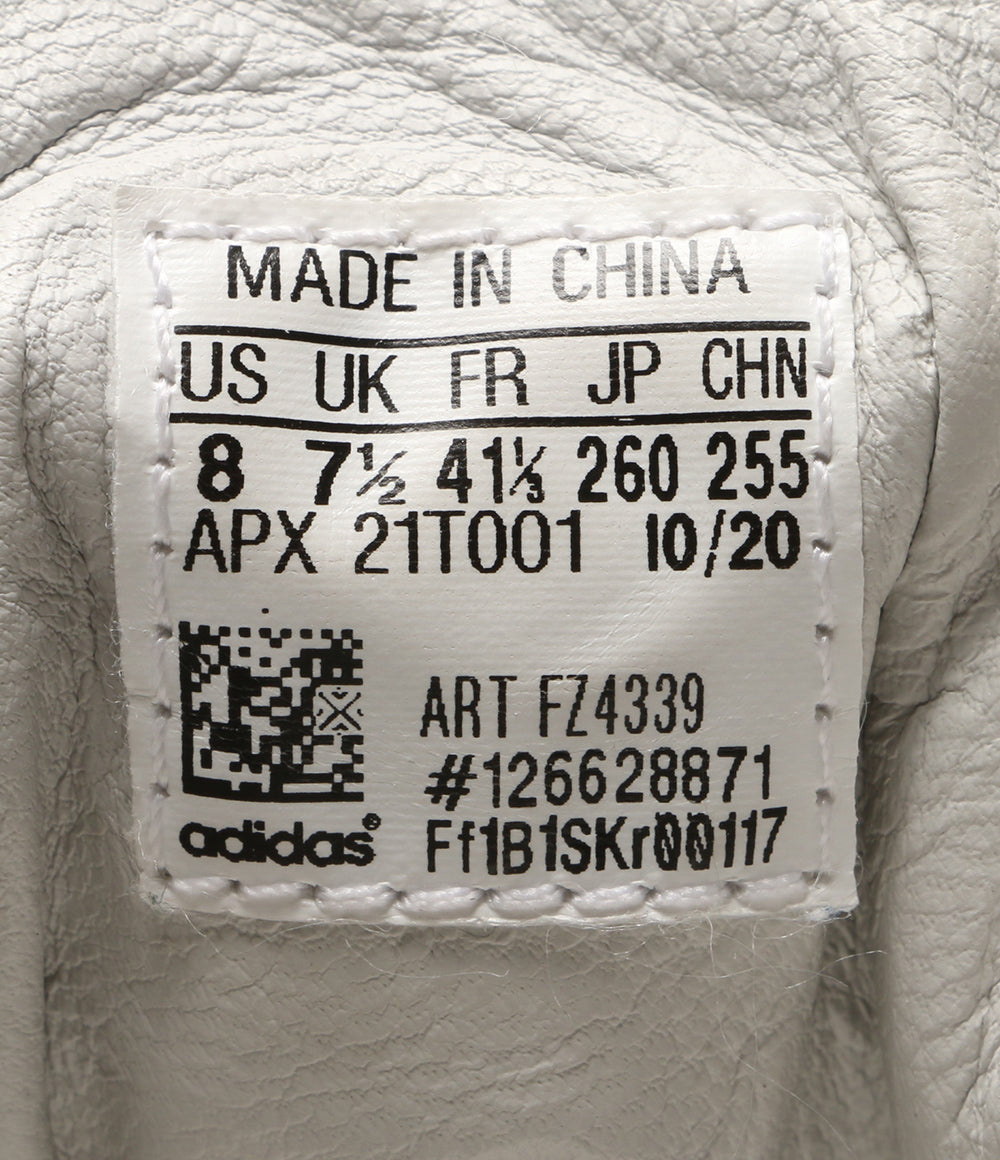 MADE IN CHINA
US UK FR JP CHN
8 7½ 41⅓ 260 255
APX 21T001 10/20
ART FZ4339
#126628871
adidas®
Ff1B1SKr00117